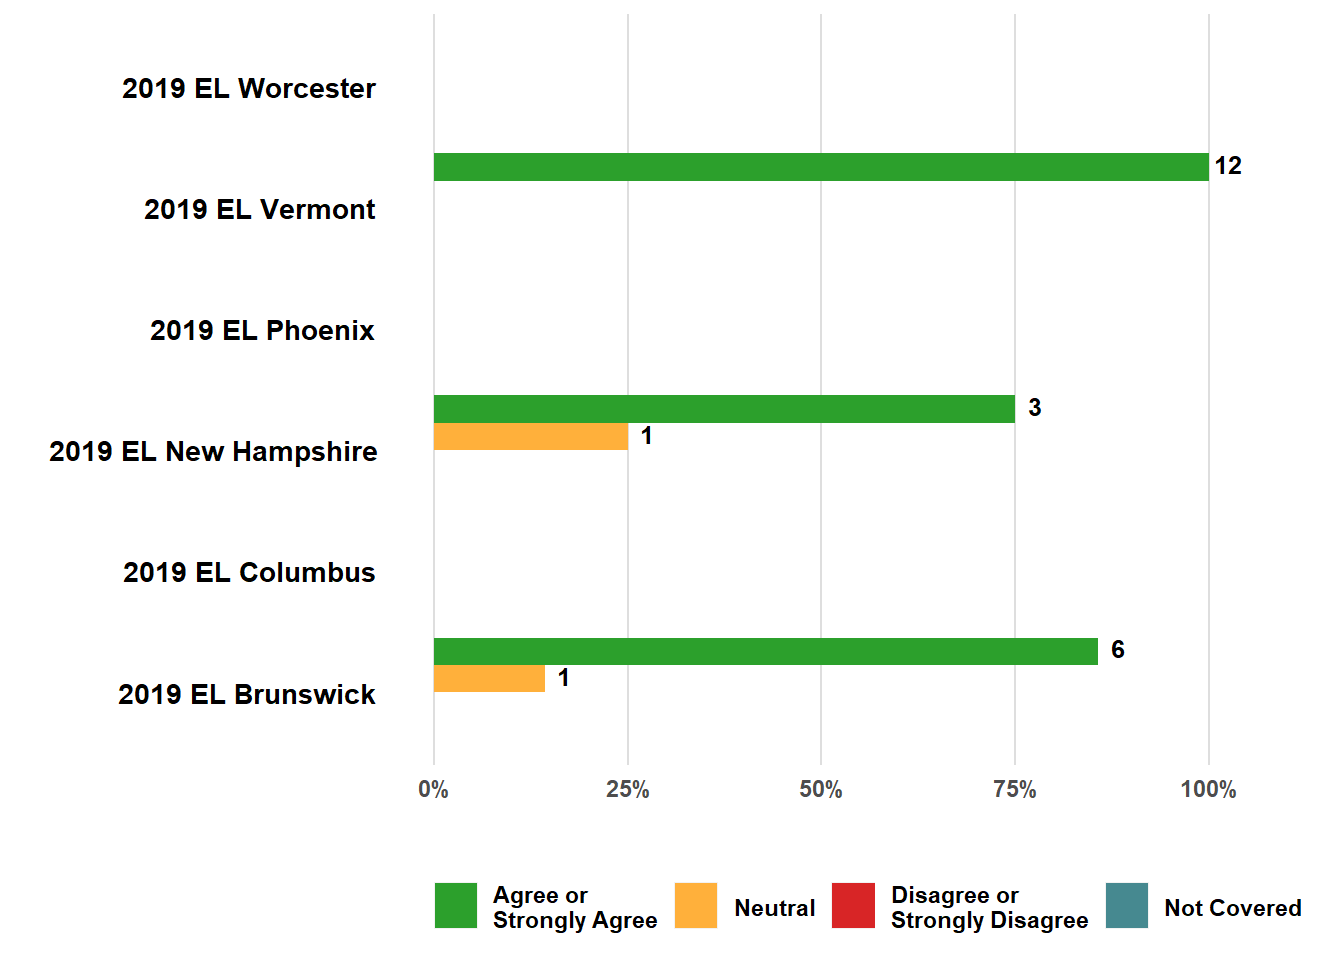 2019 EL Worcester
12
2019 EL Vermont
2019 EL Phoenix
3
1
2019 EL New Hampshire
2019 EL Columbus
6
1
2019 EL Brunswick
0% 25% 50% 75% 100%
Agree or
Strongly Agree
Neutral
Disagree or
Strongly Disagree
Not Covered